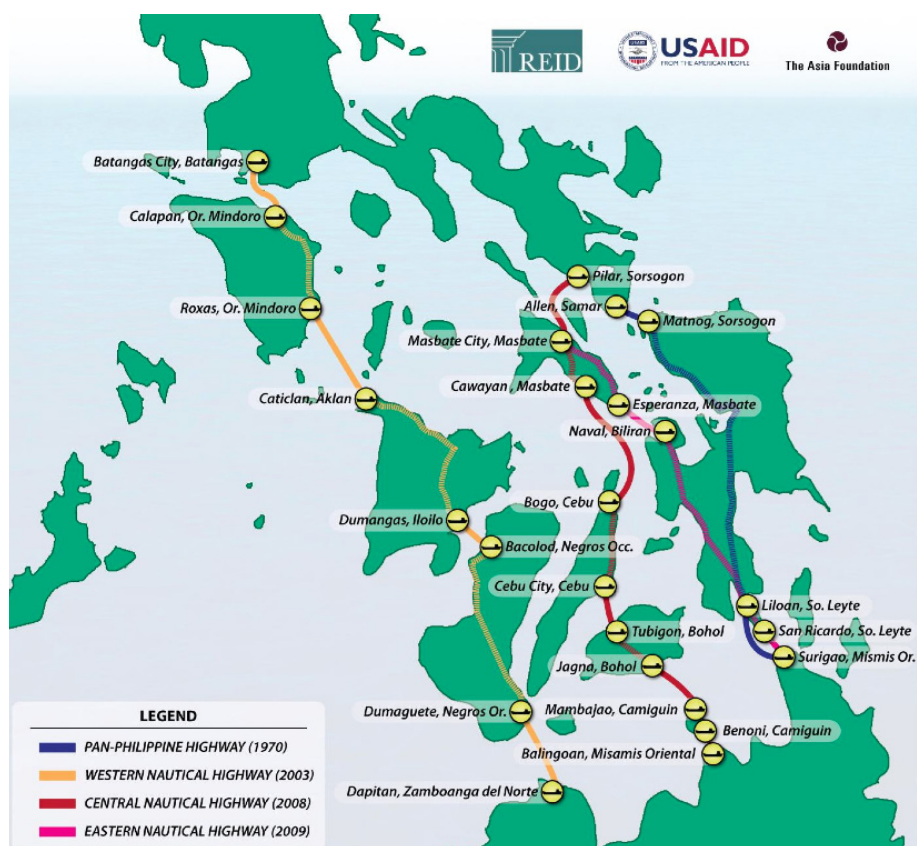 REID
USAID
FROM THE AMERICAN PEOPLE
The Asia Foundation
Batangas City, Batangas
Calapan, Or. Mindoro
Roxas, Or. Mindoro
Pilar, Sorsogon
Allen, Samar
Matnog, Sorsogon
Masbate City, Masbate
Cawayan , Masbate
Caticlan, Aklan
Esperanza, Masbate
Naval, Biliran
Bogo, Cebu
Dumangas, Iloilo
Bacolod, Negros Occ.
Cebu City, Cebu
Liloan, So. Leyte
Tubigon, Bohol
San Ricardo, So. Leyte
Surigao, Mismis Or.
Jagna, Bohol
Mambajao, Camiguin
Dumaguete, Negros Or.
Benoni, Camiguin
Balingoan, Misamis Oriental
Dapitan, Zamboanga del Norte
LEGEND
PAN-PHILIPPINE HIGHWAY (1970)
WESTERN NAUTICAL HIGHWAY (2003)
CENTRAL NAUTICAL HIGHWAY (2008)
EASTERN NAUTICAL HIGHWAY (2009)